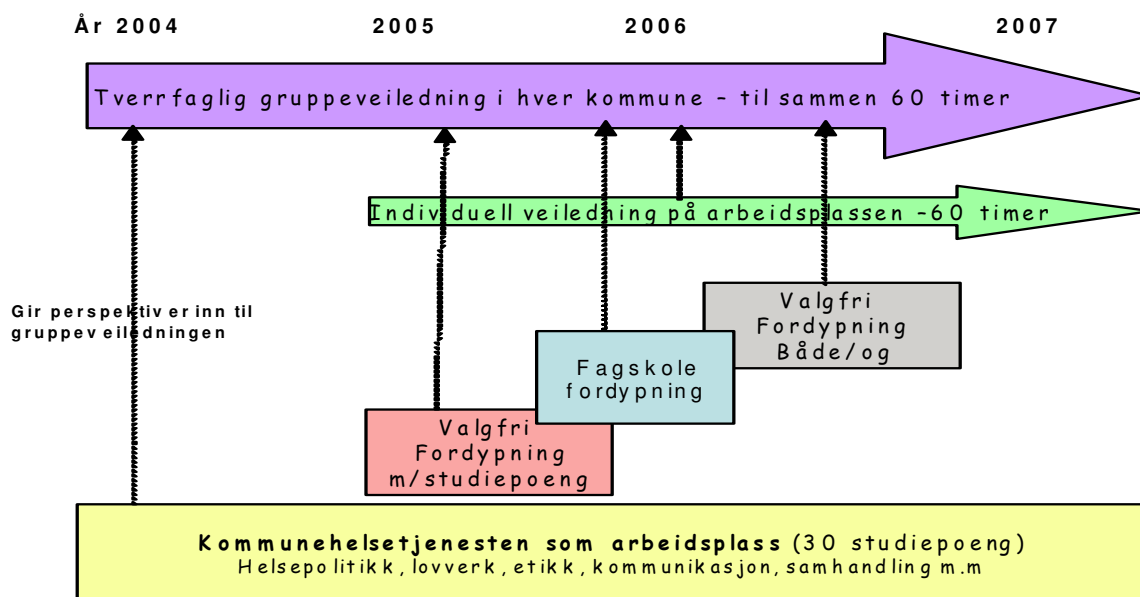 År 2004 2005 2006 2007
Tverrfaglig gruppeveiledning i hver kommune – til sammen 60 timer
Individuell veiledning på arbeidsplassen –60 timer
Gir perspektiver inn til
gruppeveiledningen
Valgfri
Fordypning
Både/og
Fagskole
fordypning
Valgfri
Fordypning
m/studiepoeng
Kommunehelsetjenesten som arbeidsplass (30 studiepoeng)
Helsepolitikk, lovverk, etikk, kommunikasjon, samhandling m.m